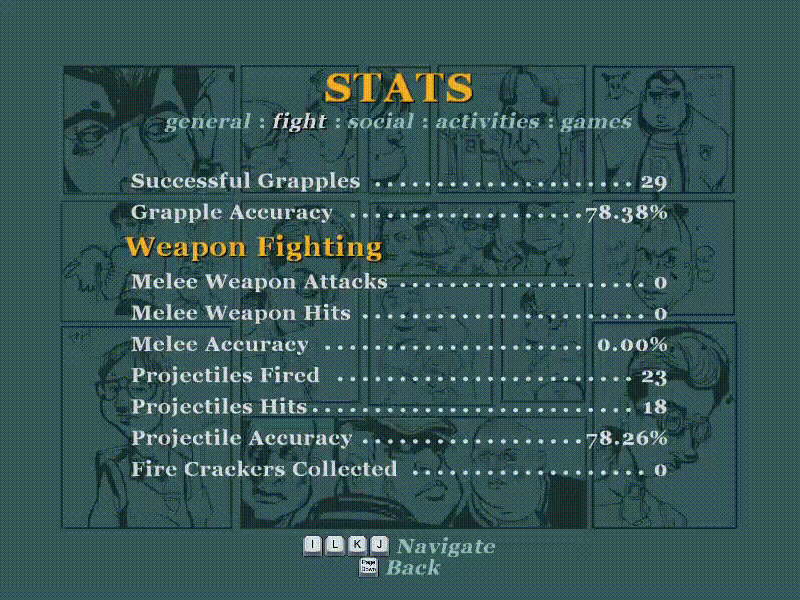 STATS
general : fight : social : activities : games
Successful Grapples . . . . . . . . . . . . . . . . . . . . . 29
Grapple Accuracy . . . . . . . . . . . . . . . . . . . 78.38%
Weapon Fighting
Melee Weapon Attacks . . . . . . . . . . . . . . . . . . . . 0
Melee Weapon Hits . . . . . . . . . . . . . . . . . . . . . . . 0
Melee Accuracy . . . . . . . . . . . . . . . . . . . . . 0.00%
Projectiles Fired . . . . . . . . . . . . . . . . . . . . . . . . 23
Projectiles Hits . . . . . . . . . . . . . . . . . . . . . . . . . . 18
Projectile Accuracy . . . . . . . . . . . . . . . . . . 78.26%
Fire Crackers Collected . . . . . . . . . . . . . . . . . . . 0
I L K J Navigate
Page Down Back